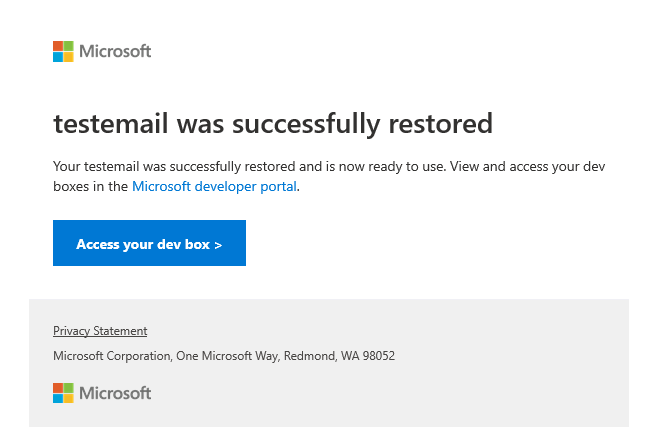 Microsoft
testemail was successfully restored
Your testemail was successfully restored and is now ready to use. View and access your dev
boxes in the Microsoft developer portal.
Access your dev box >
Privacy Statement
Microsoft Corporation, One Microsoft Way, Redmond, WA 98052
Microsoft